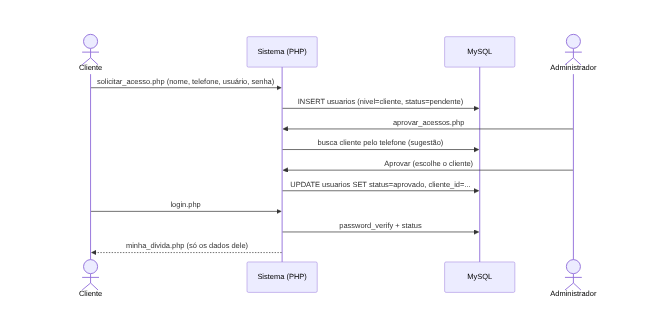 Cliente
Sistema (PHP)
MySQL
Administrador
solicitar_acesso.php (nome, telefone, usuário, senha)
INSERT usuarios (nivel=cliente, status=pendente)
aprovar_acessos.php
busca cliente pelo telefone (sugestão)
Aprovar (escolhe o cliente)
UPDATE usuarios SET status=aprovado, cliente_id=...
login.php
password_verify + status
minha_divida.php (só os dados dele)
Cliente
Sistema (PHP)
MySQL
Administrador